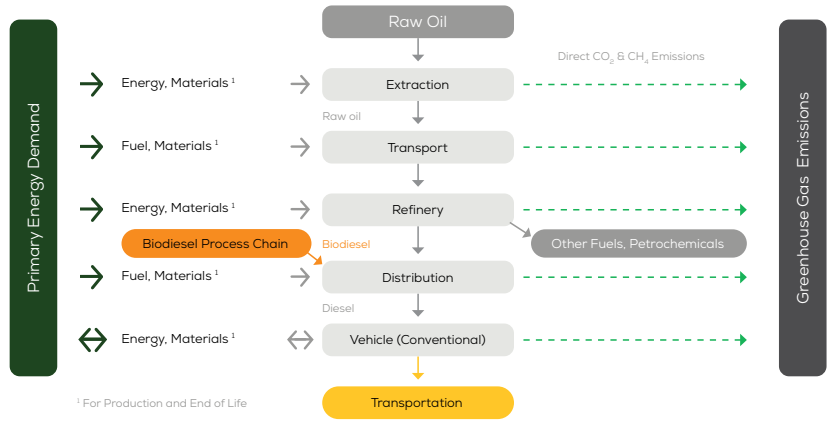 Raw Oil
Direct CO₂ & CH₄ Emissions
Energy, Materials ¹
Extraction
Raw oil
Fuel, Materials ¹
Transport
Energy, Materials ¹
Refinery
Biodiesel Process Chain
Biodiesel
Other Fuels, Petrochemicals
Fuel, Materials ¹
Distribution
Diesel
Energy, Materials ¹
Vehicle (Conventional)
¹ For Production and End of Life
Transportation
Primary Energy Demand
Greenhouse Gas Emissions